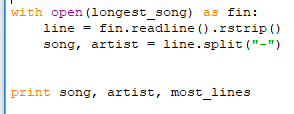 with open(longest_song) as fin:
    line = fin.readline().rstrip()
    song, artist = line.split("-")
print song, artist, most_lines